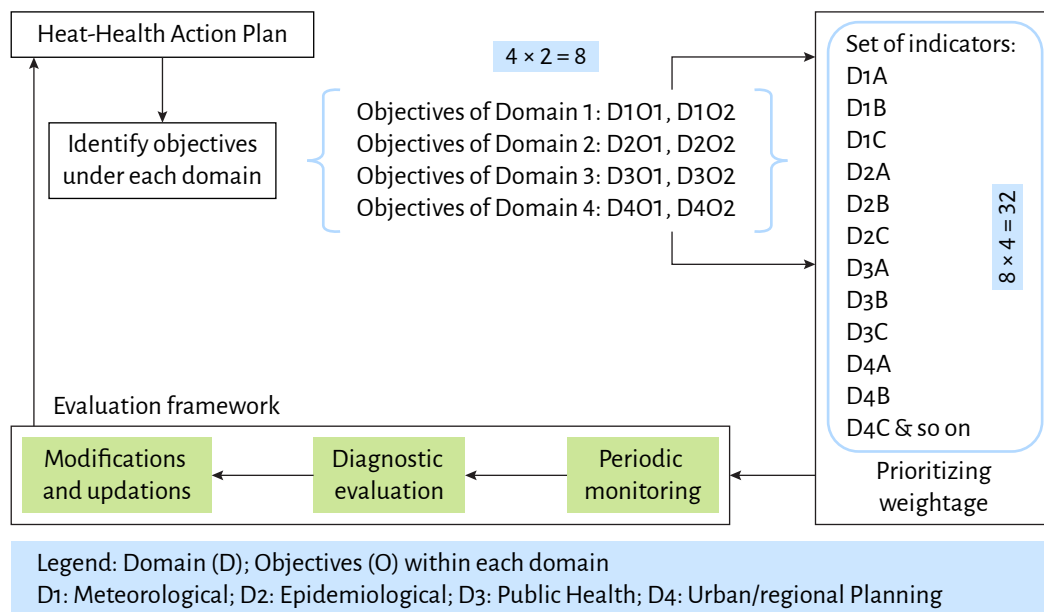 Heat-Health Action Plan
Identify objectives
under each domain
4 × 2 = 8
Objectives of Domain 1: D1O1, D1O2
Objectives of Domain 2: D2O1, D2O2
Objectives of Domain 3: D3O1, D3O2
Objectives of Domain 4: D4O1, D4O2
Set of indicators:
D1A
D1B
D1C
D2A
D2B
D2C
D3A
D3B
D3C
D4A
D4B
D4C & so on
8 × 4 = 32
Prioritizing
weightage
Evaluation framework
Modifications
and updations
Diagnostic
evaluation
Periodic
monitoring
Legend: Domain (D); Objectives (O) within each domain
D1: Meteorological; D2: Epidemiological; D3: Public Health; D4: Urban/regional Planning